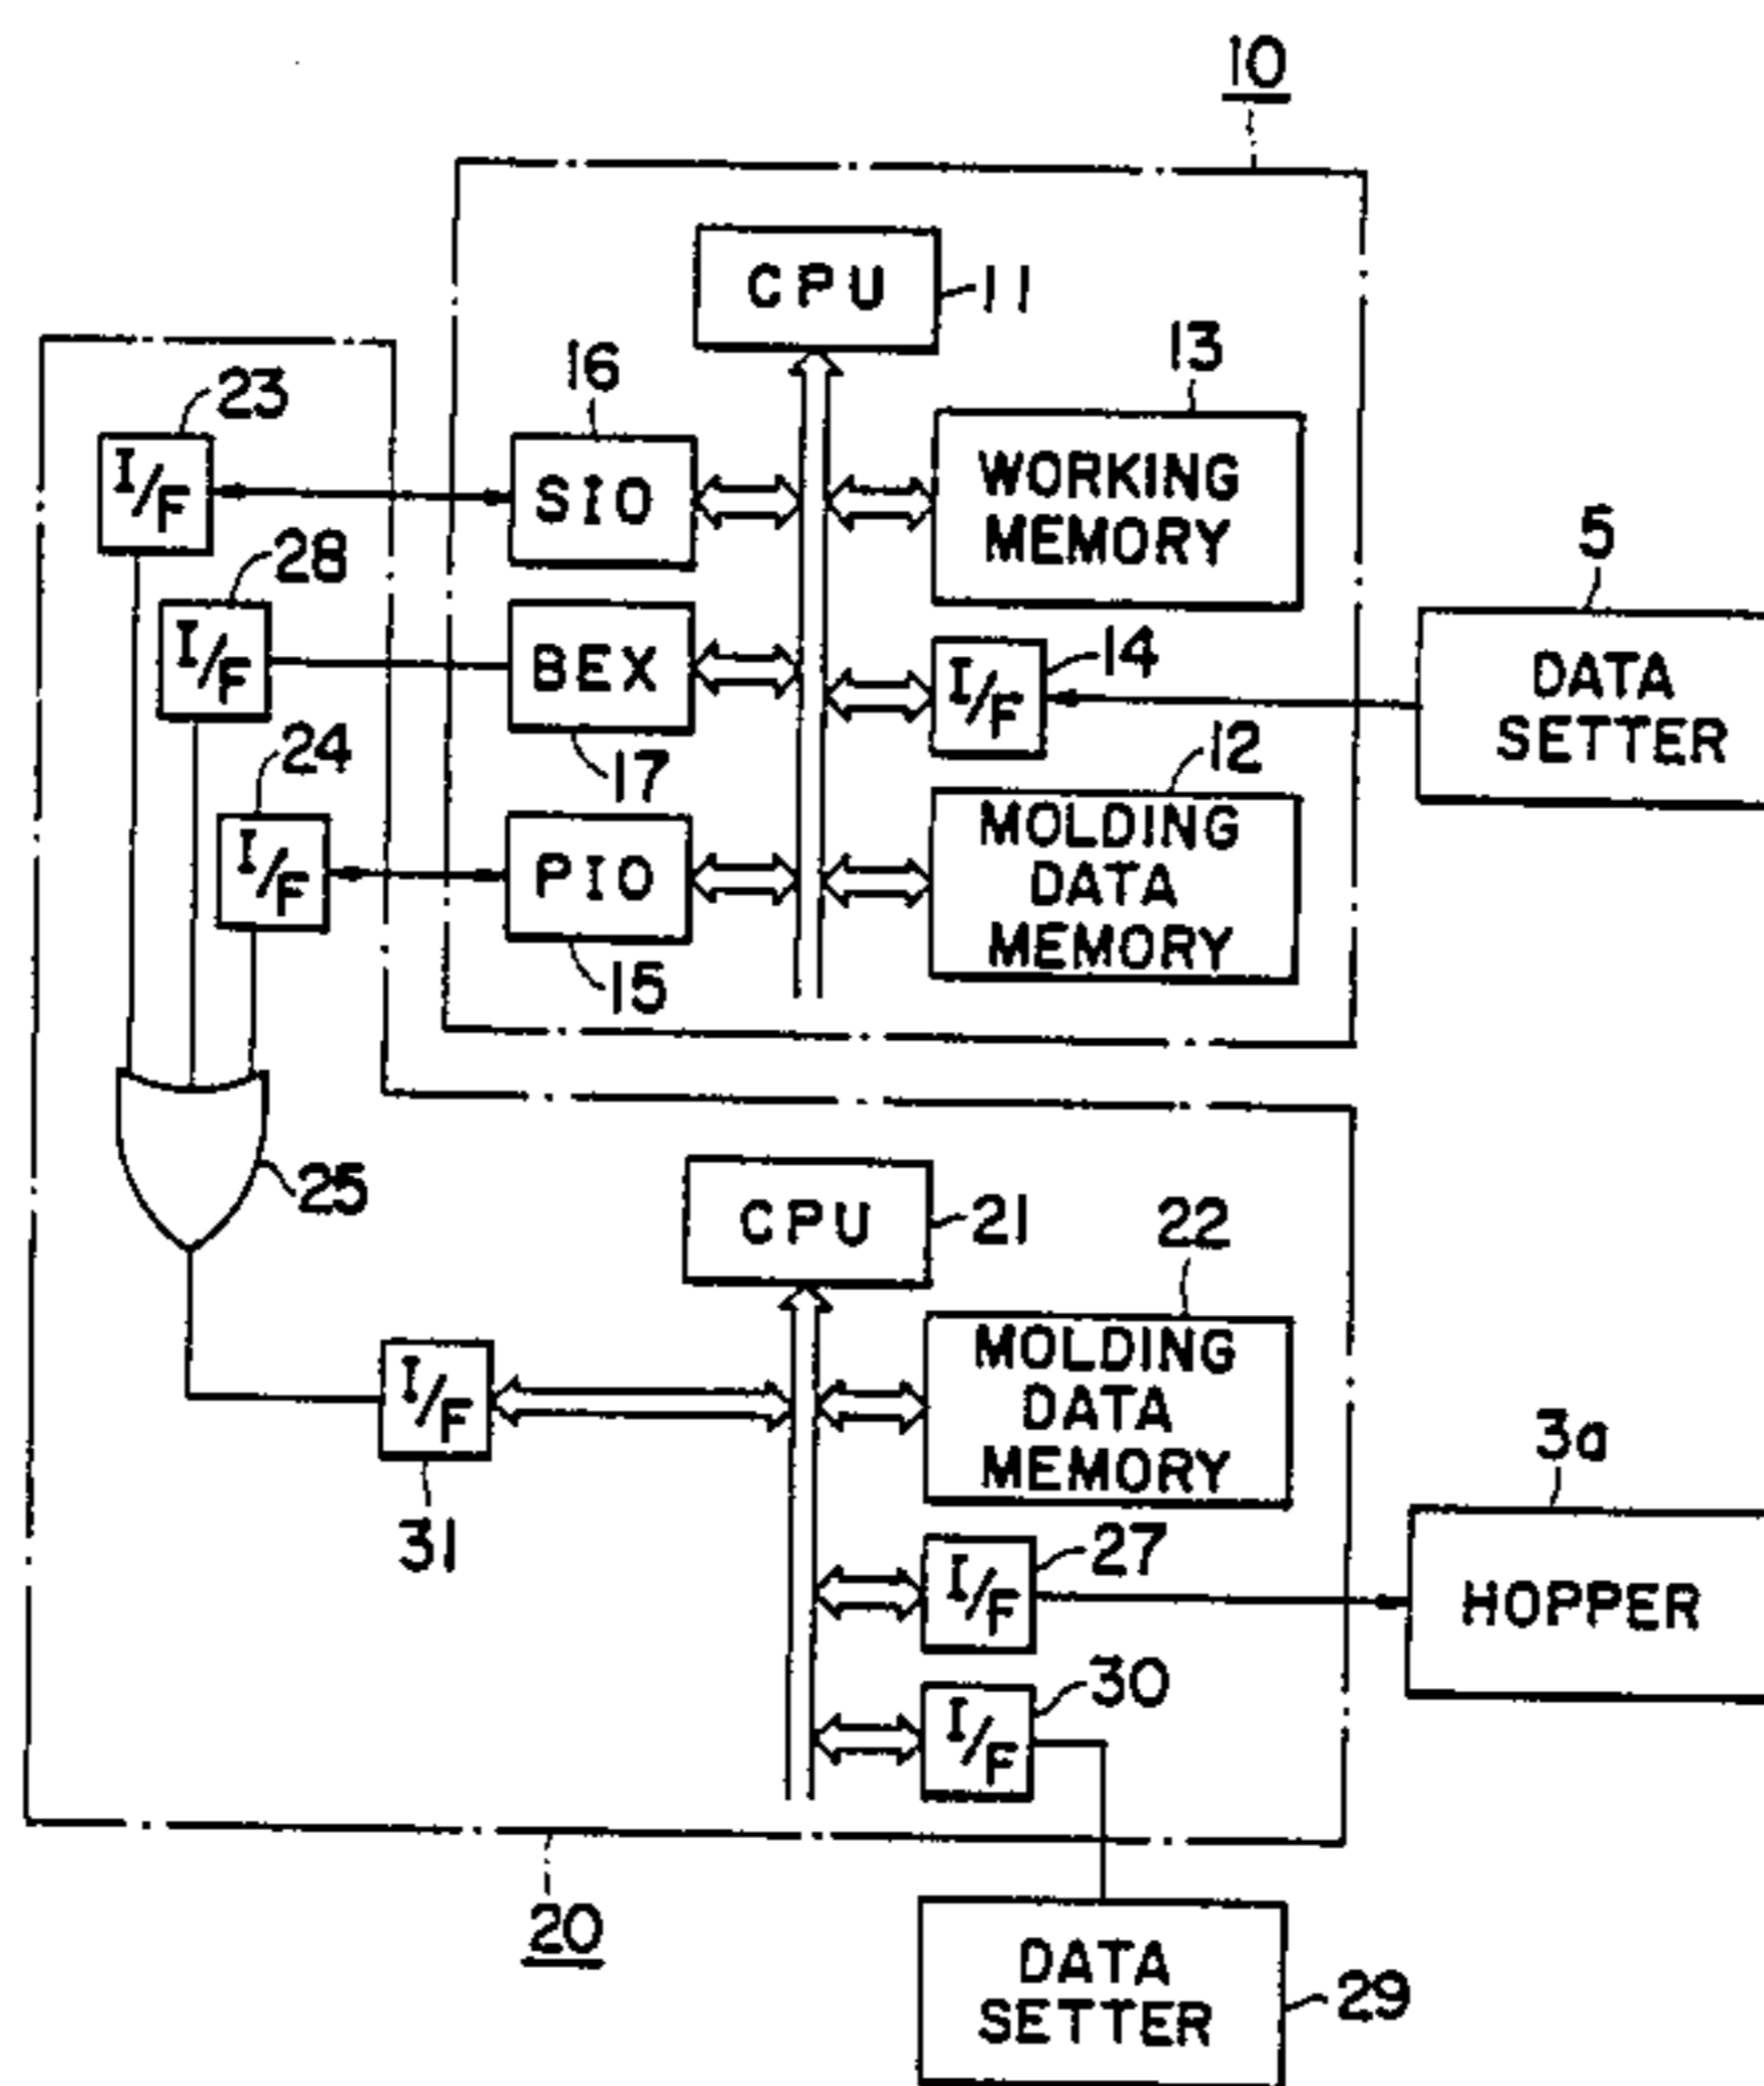 10
CPU
11
16
13
23
I/F
SIO
WORKING
MEMORY
5
28
I/F
BEX
14
I/F
DATA
SETTER
17
12
24
I/F
PIO
MOLDING
DATA
MEMORY
15
25
CPU
21
22
MOLDING
DATA
MEMORY
I/F
31
3a
27
I/F
HOPPER
30
I/F
20
DATA
SETTER
29